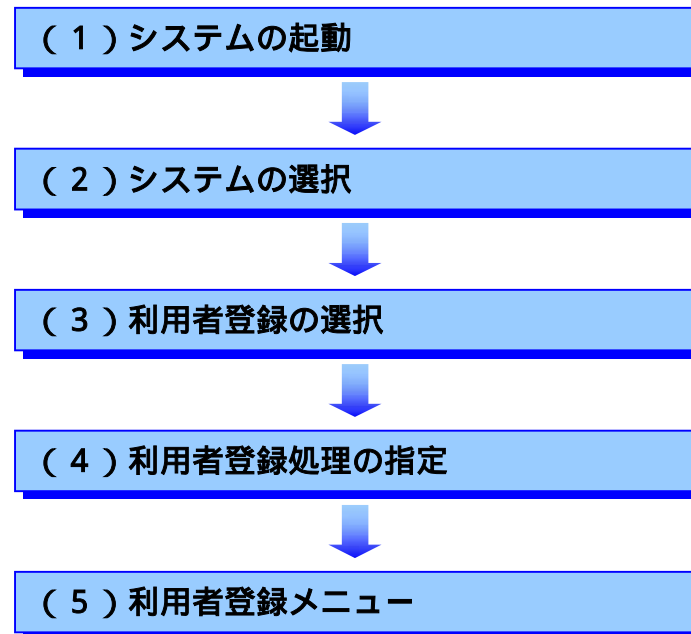 （１）システムの起動
（２）システムの選択
（３）利用者登録の選択
（４）利用者登録処理の指定
（５）利用者登録メニュー